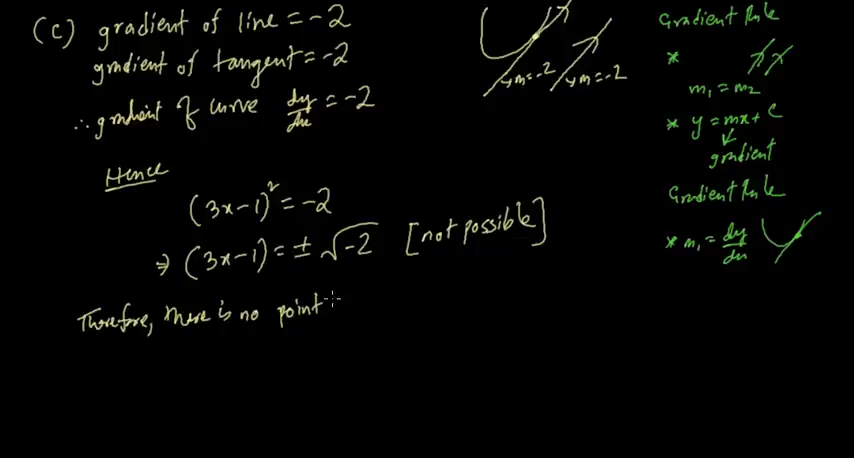 (c) gradient of line = -2
gradient of tangent = -2
∴ gradient of curve dy/dx = -2
Hence
(3x-1)² = -2
⇒ (3x-1) = ± √-2 [not possible]
Therefore, there is no point
m = -2
m = -2
Gradient Rule
*
m₁ = m₂
* y = mx + c
gradient
Gradient Rule
* m₁ = dy/dx